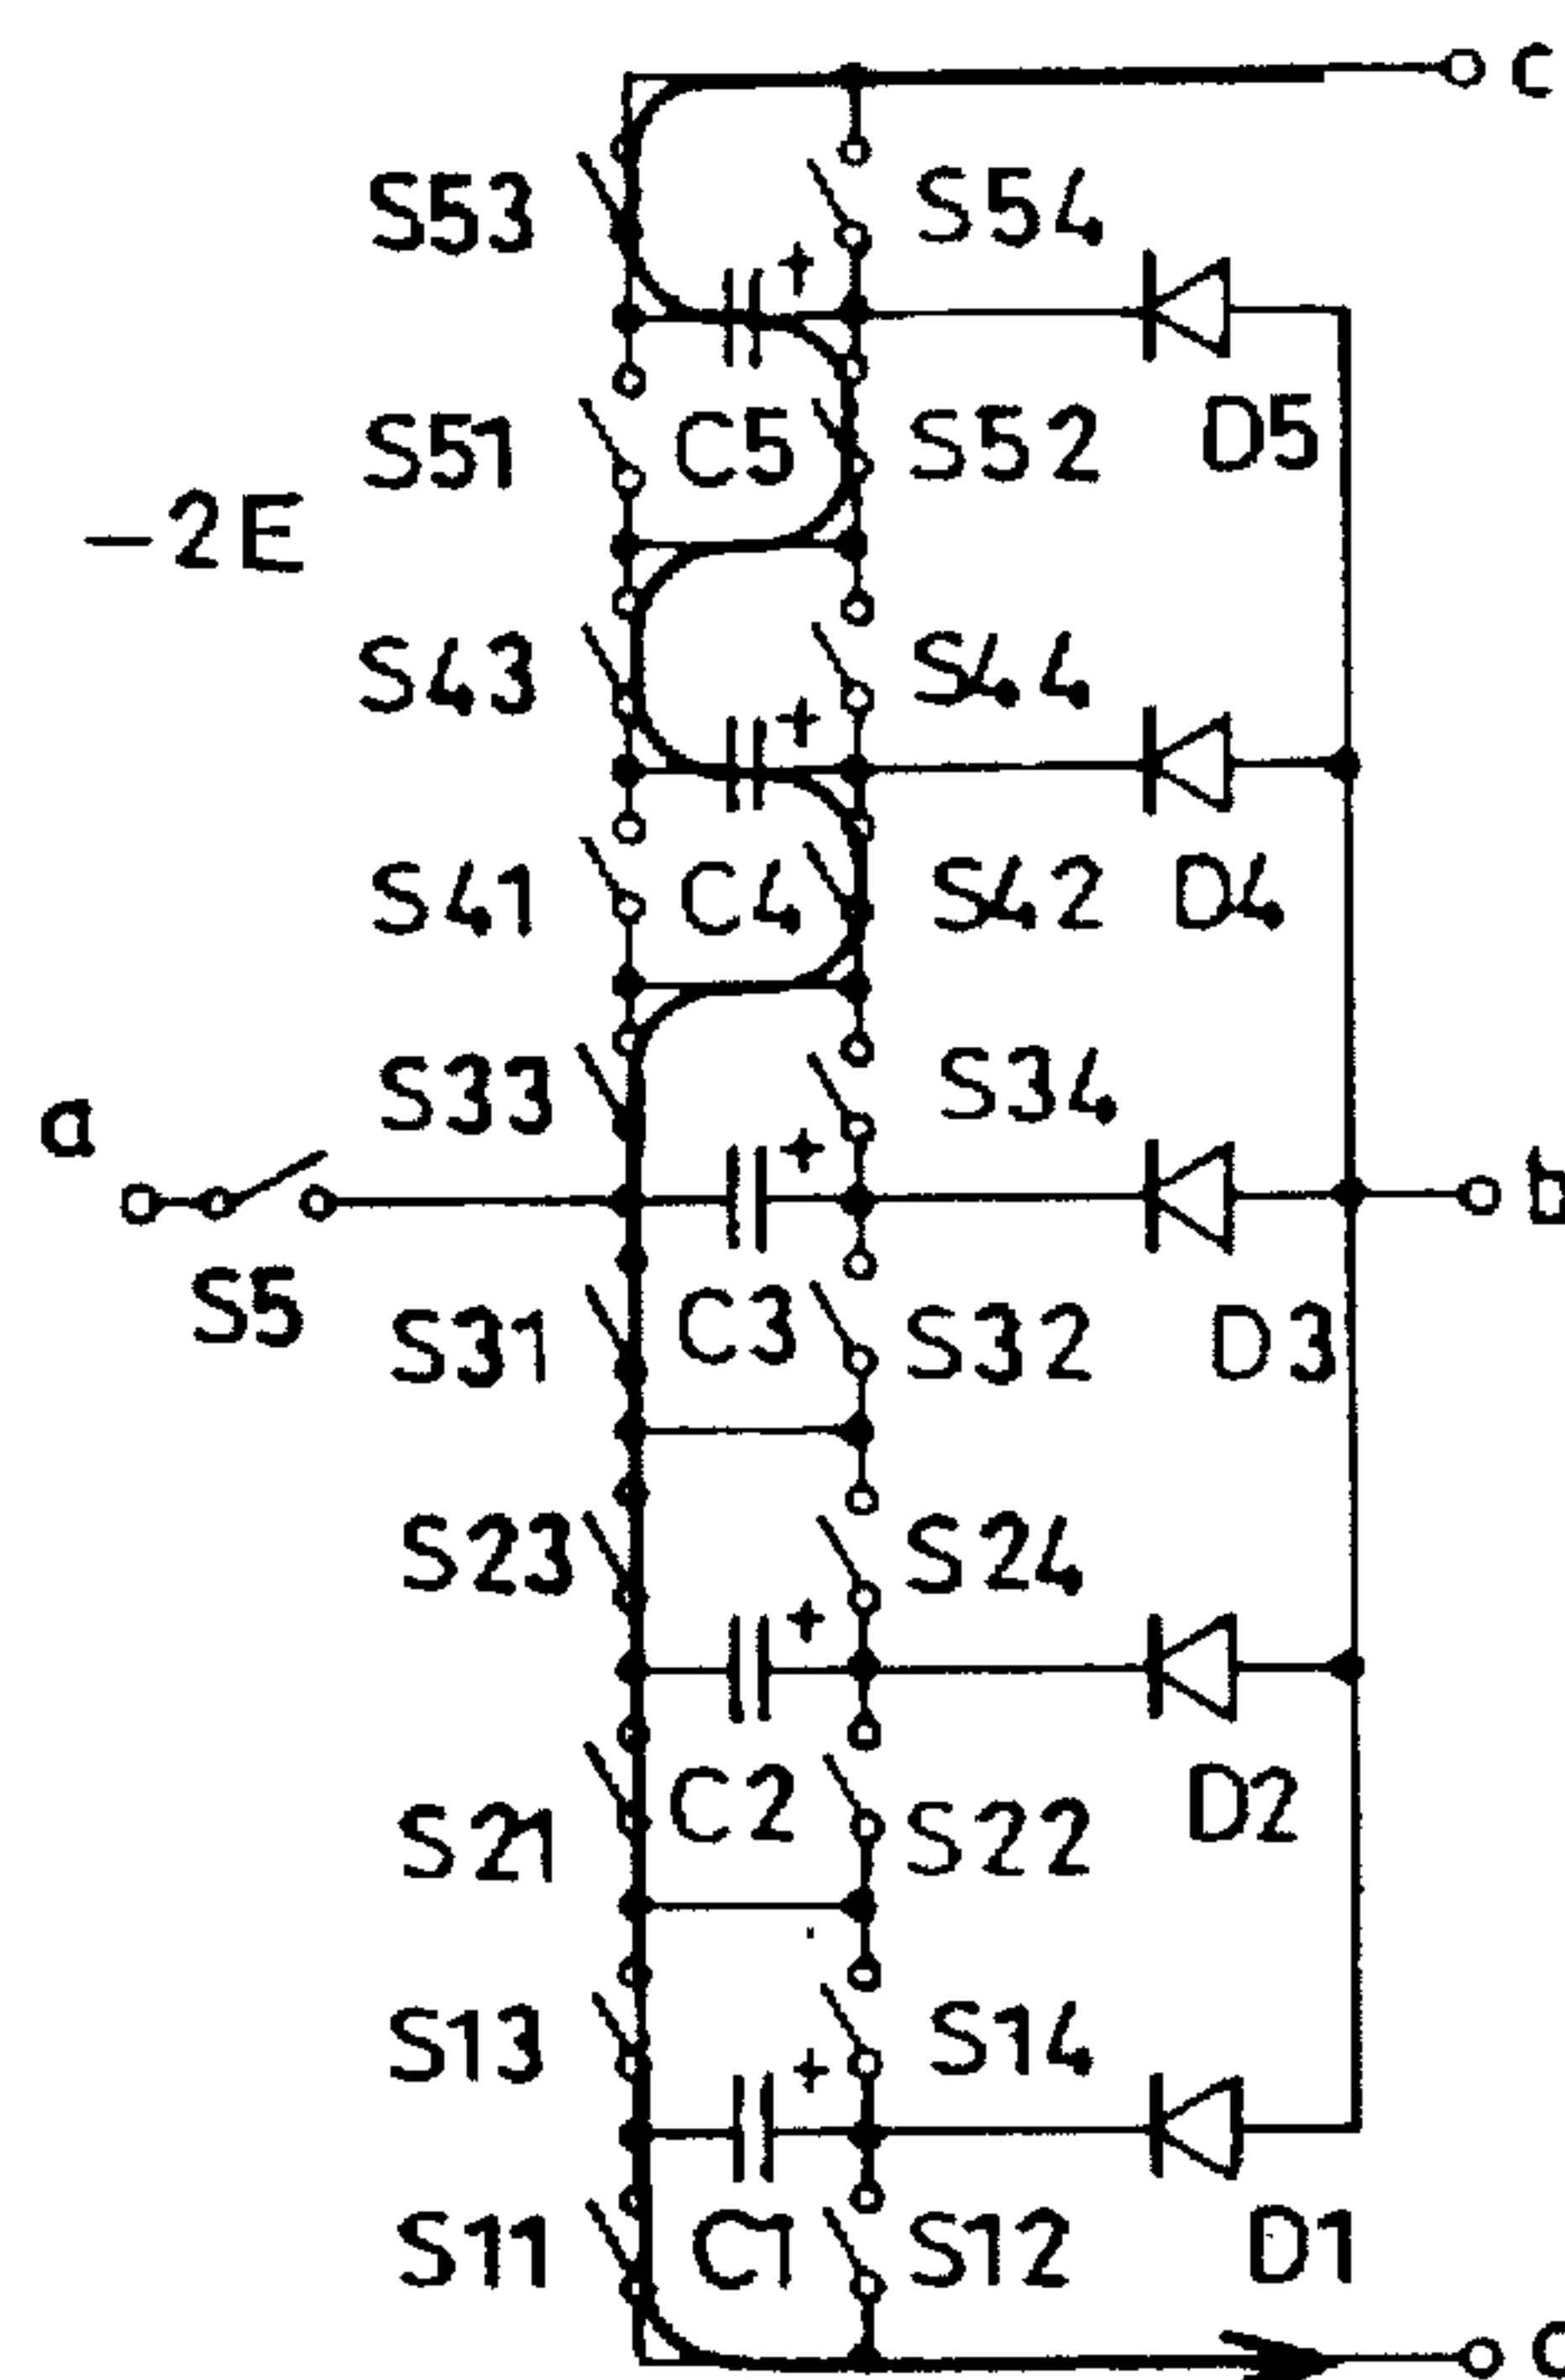 c
S53 S54
+
S51 C5 S52 D5
-2E
S43 S44
+
S41 C4 S42 D4
S33 S34
a
+
b
S5
S31 C3 S32 D3
S23 S24
+
S21 C2 S22 D2
S13 S14
+
S11 C1 S12 D1